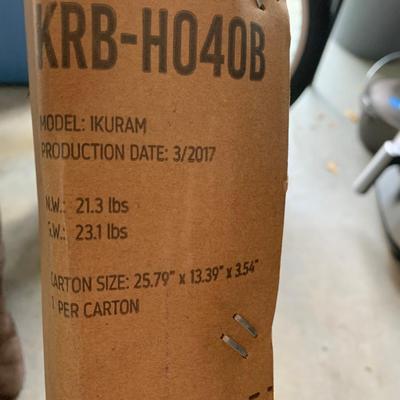 KRB-H040B
MODEL: IKURAM
PRODUCTION DATE: 3/2017
N.W.: 21.3 lbs
G.W.: 23.1 lbs
CARTON SIZE: 25.79" x 13.39" x 3.54"
1 PER CARTON